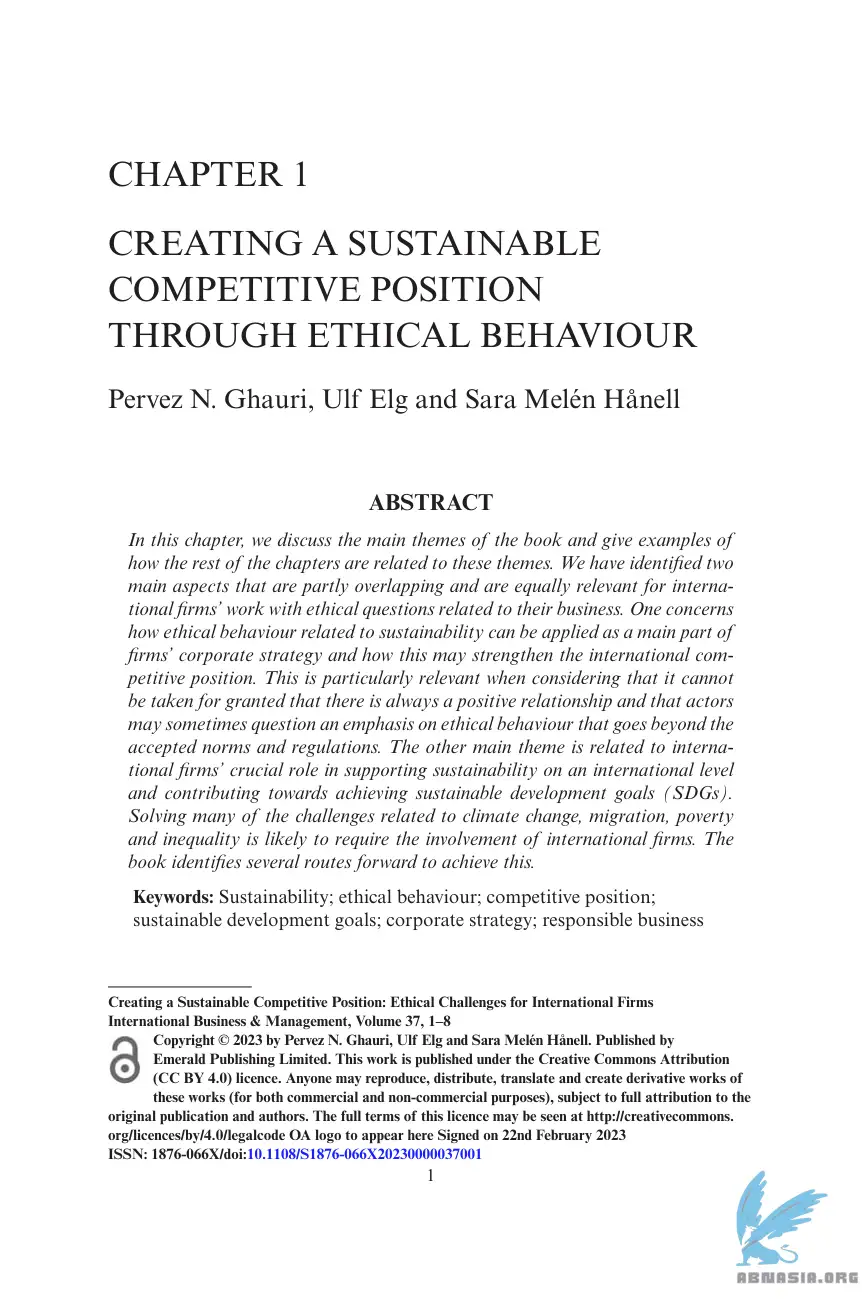 CHAPTER 1
CREATING A SUSTAINABLE
COMPETITIVE POSITION
THROUGH ETHICAL BEHAVIOUR
Pervez N. Ghauri, Ulf Elg and Sara Melén Hånell
ABSTRACT
In this chapter, we discuss the main themes of the book and give examples of
how the rest of the chapters are related to these themes. We have identified two
main aspects that are partly overlapping and are equally relevant for interna-
tional firms’ work with ethical questions related to their business. One concerns
how ethical behaviour related to sustainability can be applied as a main part of
firms’ corporate strategy and how this may strengthen the international com-
petitive position. This is particularly relevant when considering that it cannot
be taken for granted that there is always a positive relationship and that actors
may sometimes question an emphasis on ethical behaviour that goes beyond the
accepted norms and regulations. The other main theme is related to interna-
tional firms’ crucial role in supporting sustainability on an international level
and contributing towards achieving sustainable development goals (SDGs).
Solving many of the challenges related to climate change, migration, poverty
and inequality is likely to require the involvement of international firms. The
book identifies several routes forward to achieve this.
Keywords: Sustainability; ethical behaviour; competitive position;
sustainable development goals; corporate strategy; responsible business
Creating a Sustainable Competitive Position: Ethical Challenges for International Firms
International Business & Management, Volume 37, 1–8
Copyright © 2023 by Pervez N. Ghauri, Ulf Elg and Sara Melén Hånell. Published by
Emerald Publishing Limited. This work is published under the Creative Commons Attribution
(CC BY 4.0) licence. Anyone may reproduce, distribute, translate and create derivative works of
these works (for both commercial and non-commercial purposes), subject to full attribution to the
original publication and authors. The full terms of this licence may be seen at http://creativecommons.
org/licences/by/4.0/legalcode OA logo to appear here Signed on 22nd February 2023
ISSN: 1876-066X/doi:10.1108/S1876-066X20230000037001
1
ABNASIA.ORG